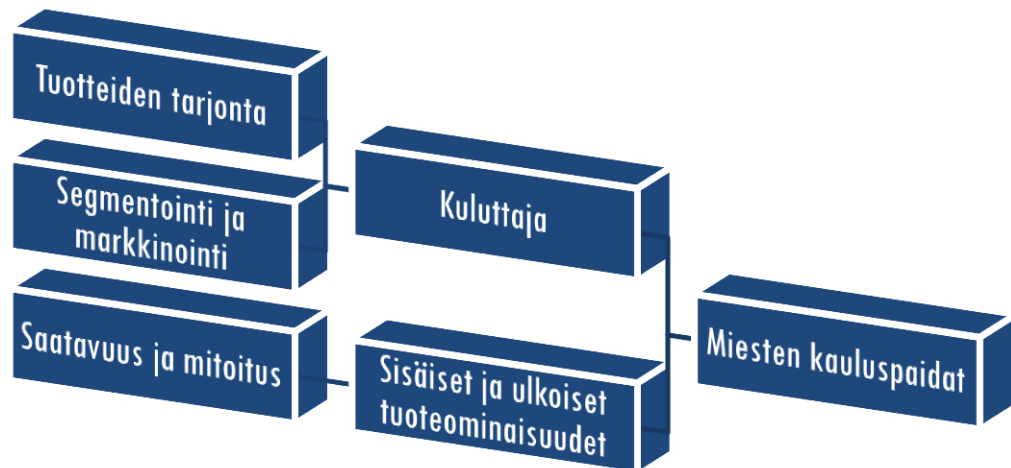 Tuotteiden tarjonta
Segmentointi ja
markkinointi
Saatavuus ja mitoitus
Kuluttaja
Sisäiset ja ulkoiset
tuoteominaisuudet
Miesten kauluspaidat